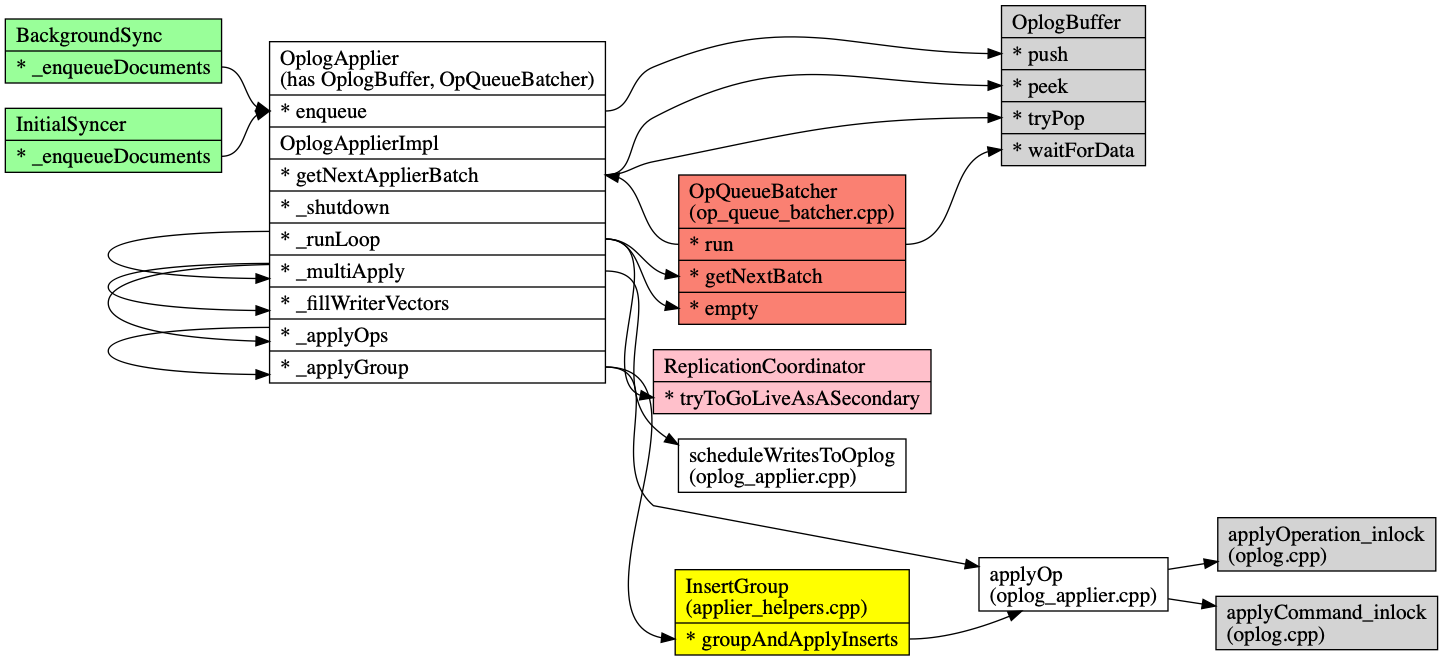 BackgroundSync
* _enqueueDocuments
InitialSyncer
* _enqueueDocuments
OplogApplier
(has OplogBuffer, OpQueueBatcher)
* enqueue
OplogApplierImpl
* getNextApplierBatch
* _shutdown
* _runLoop
* _multiApply
* _fillWriterVectors
* _applyOps
* _applyGroup
OplogBuffer
* push
* peek
* tryPop
* waitForData
OpQueueBatcher
(op_queue_batcher.cpp)
* run
* getNextBatch
* empty
ReplicationCoordinator
* tryToGoLiveAsASecondary
scheduleWritesToOplog
(oplog_applier.cpp)
InsertGroup
(applier_helpers.cpp)
* groupAndApplyInserts
applyOp
(oplog_applier.cpp)
applyOperation_inlock
(oplog.cpp)
applyCommand_inlock
(oplog.cpp)